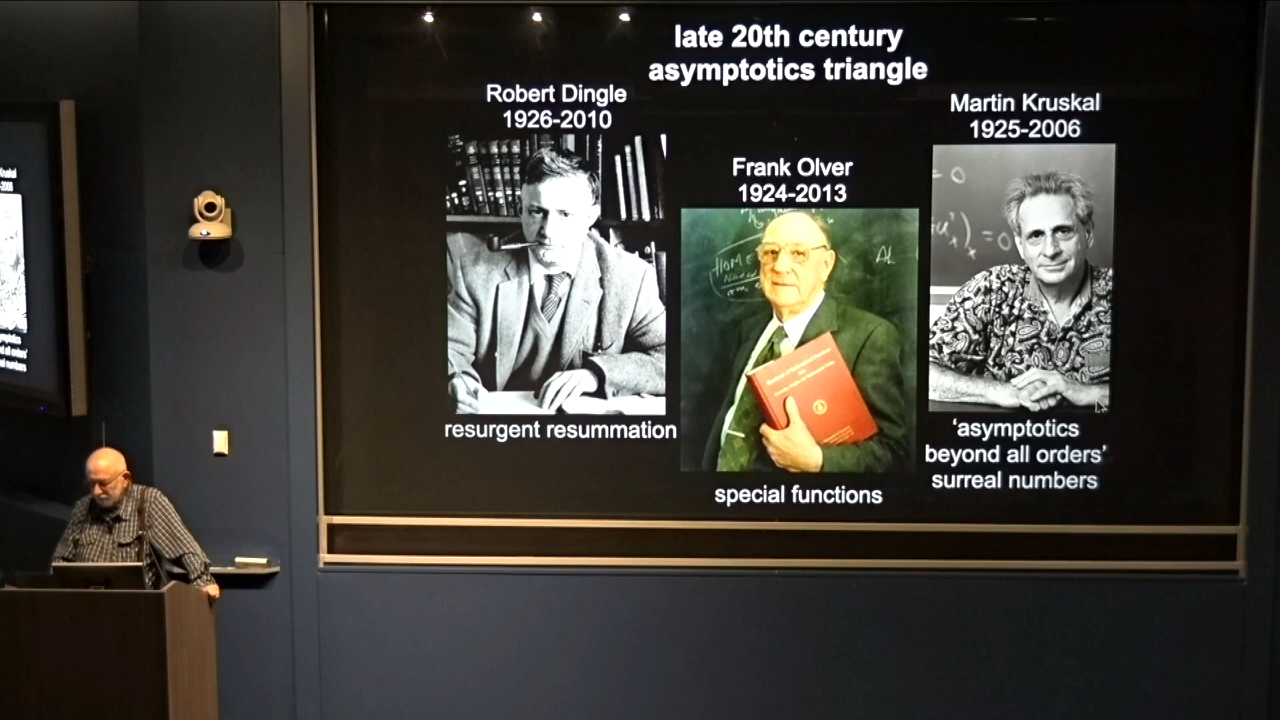 late 20th century
asymptotics triangle
Robert Dingle
1926-2010
Martin Kruskal
1925-2006
Frank Olver
1924-2013
resurgent resummation
'asymptotics
beyond all orders'
surreal numbers
special functions